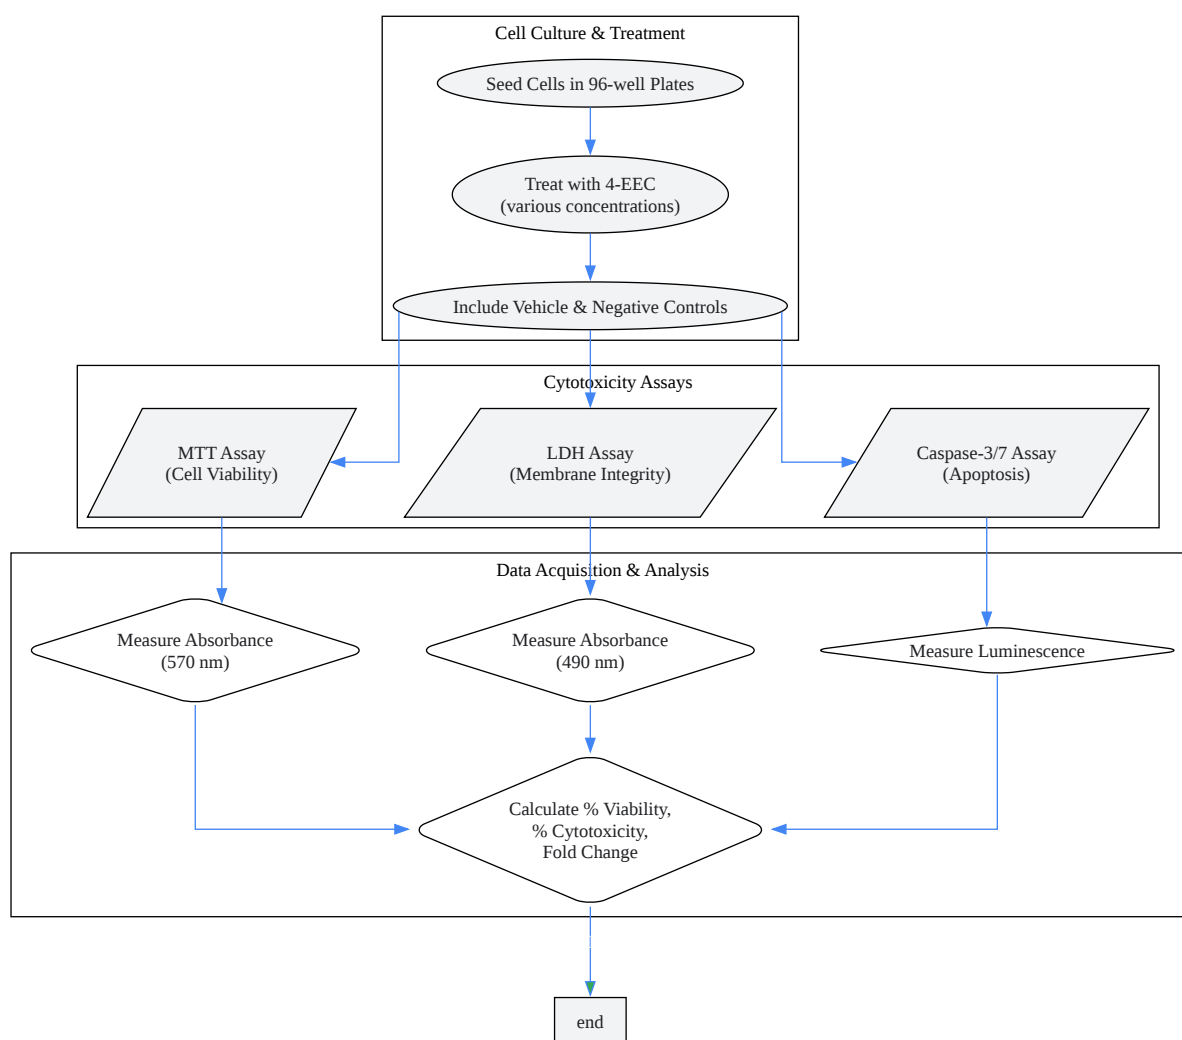 Cell Culture & Treatment
Seed Cells in 96-well Plates
Treat with 4-EEC
(various concentrations)
Include Vehicle & Negative Controls
Cytotoxicity Assays
MTT Assay
(Cell Viability)
LDH Assay
(Membrane Integrity)
Caspase-3/7 Assay
(Apoptosis)
Data Acquisition & Analysis
Measure Absorbance
(570 nm)
Measure Absorbance
(490 nm)
Measure Luminescence
Calculate % Viability,
% Cytotoxicity,
Fold Change
end